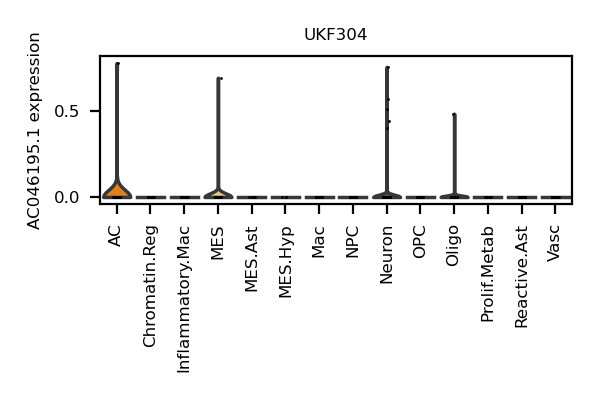 UKF304
AC046195.1 expression
0.5
0.0
AC
Chromatin.Reg
Inflammatory.Mac
MES
MES.Ast
MES.Hyp
Mac
NPC
Neuron
OPC
Oligo
Prolif.Metab
Reactive.Ast
Vasc